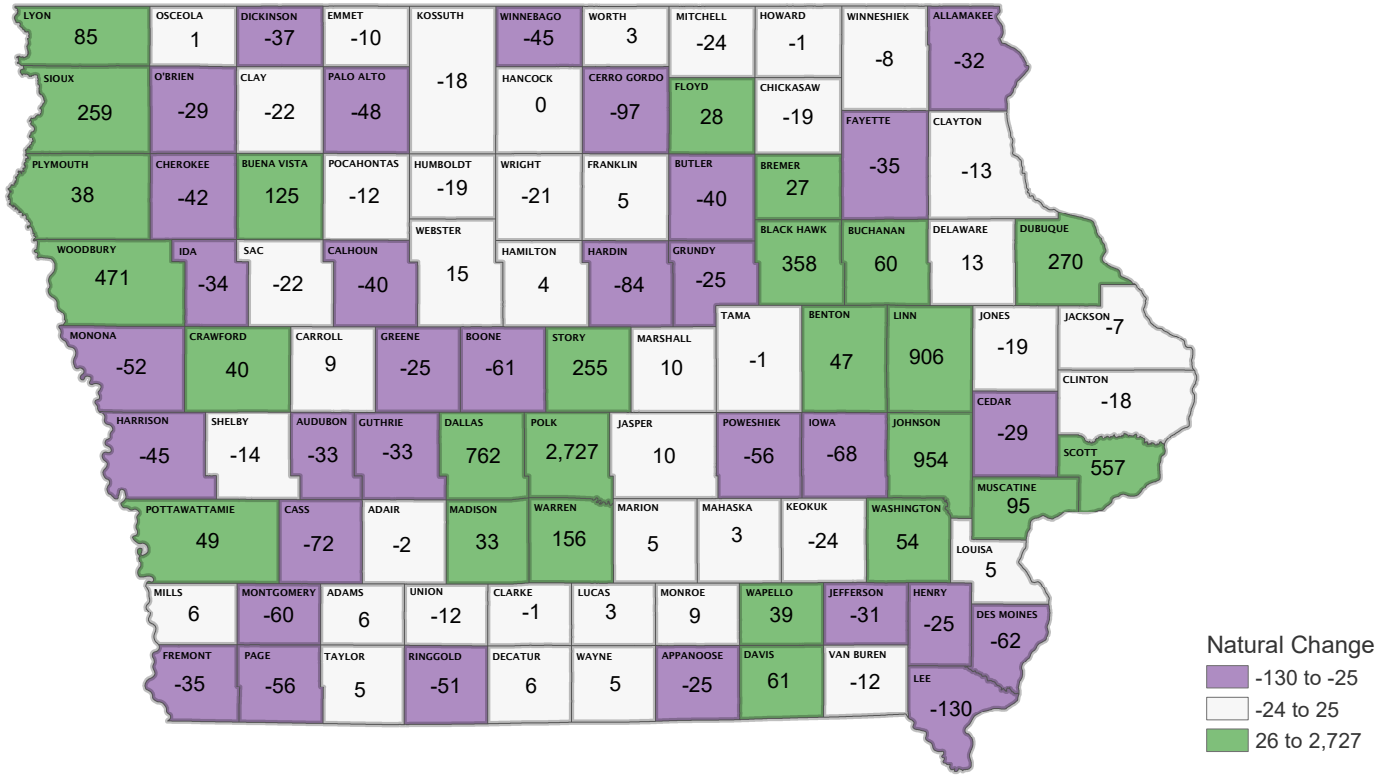 LYON
85
OSCEOLA
1
DICKINSON
-37
EMMET
-10
KOSSUTH
-18
WINNEBAGO
-45
WORTH
3
MITCHELL
-24
HOWARD
-1
WINNESHIEK
-8
ALLAMAKEE
-32
SIOUX
259
O'BRIEN
-29
CLAY
-22
PALO ALTO
-48
HANCOCK
0
CERRO GORDO
-97
FLOYD
28
CHICKASAW
-19
FAYETTE
-35
CLAYTON
-13
PLYMOUTH
38
CHEROKEE
-42
BUENA VISTA
125
POCAHONTAS
-12
HUMBOLDT
-19
WRIGHT
-21
FRANKLIN
5
BUTLER
-40
BREMER
27
WOODBURY
471
IDA
-34
SAC
-22
CALHOUN
-40
WEBSTER
15
HAMILTON
4
HARDIN
-84
GRUNDY
-25
BLACK HAWK
358
BUCHANAN
60
DELAWARE
13
DUBUQUE
270
MONONA
-52
CRAWFORD
40
CARROLL
9
GREENE
-25
BOONE
-61
STORY
255
MARSHALL
10
TAMA
-1
BENTON
47
LINN
906
JONES
-19
JACKSON
-7
CLINTON
-18
CEDAR
-29
HARRISON
-45
SHELBY
-14
AUDUBON
-33
GUTHRIE
-33
DALLAS
762
POLK
2,727
JASPER
10
POWESHIEK
-56
IOWA
-68
JOHNSON
954
SCOTT
557
MUSCATINE
95
POTTAWATTAMIE
49
CASS
-72
ADAIR
-2
MADISON
33
WARREN
156
MARION
5
MAHASKA
3
KEOKUK
-24
WASHINGTON
54
LOUISA
5
MILLS
6
MONTGOMERY
-60
ADAMS
6
UNION
-12
CLARKE
-1
LUCAS
3
MONROE
9
WAPELLO
39
JEFFERSON
-31
HENRY
-25
DES MOINES
-62
FREMONT
-35
PAGE
-56
TAYLOR
5
RINGGOLD
-51
DECATUR
6
WAYNE
5
APPANOOSE
-25
DAVIS
61
VAN BUREN
-12
LEE
-130
Natural Change
-130 to -25
-24 to 25
26 to 2,727